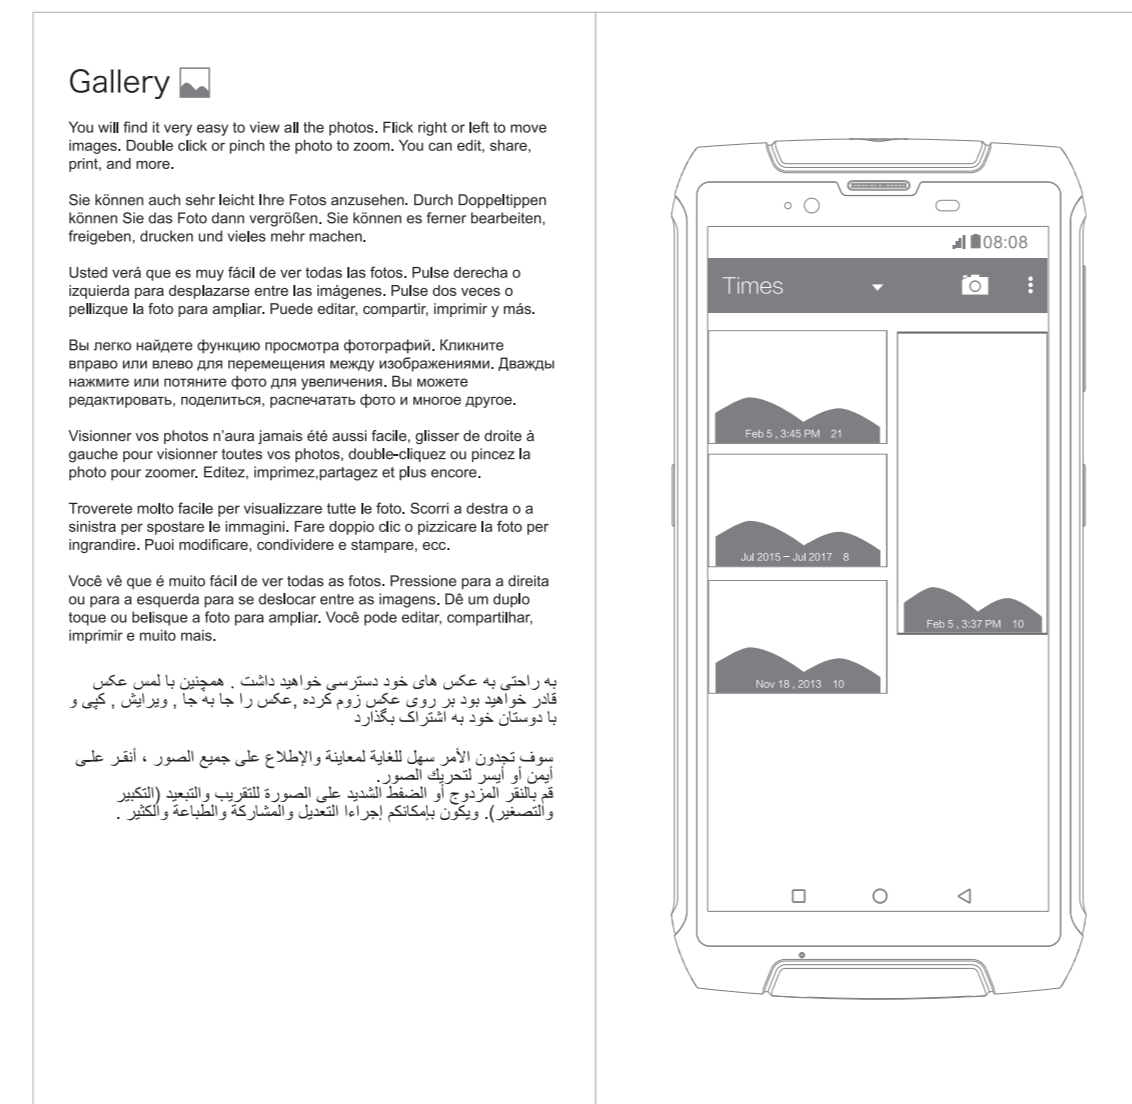 Gallery
You will find it very easy to view all the photos. Flick right or left to move
images. Double click or pinch the photo to zoom. You can edit, share,
print, and more.
Sie können auch sehr leicht Ihre Fotos anzusehen. Durch Doppeltippen
können Sie das Foto dann vergrößen. Sie können es ferner bearbeiten,
freigeben, drucken und vieles mehr machen.
Usted verá que es muy fácil de ver todas las fotos. Pulse derecha o
izquierda para desplazarse entre las imágenes. Pulse dos veces o
pellizque la foto para ampliar. Puede editar, compartir, imprimir y más.
Вы легко найдете функцию просмотра фотографий. Кликните
вправо или влево для перемещения между изображениями. Дважды
нажмите или потяните фото для увеличения. Вы можете
редактировать, поделиться, распечатать фото и многое другое.
Visionner vos photos n’aura jamais été aussi facile, glisser de droite à
gauche pour visionner toutes vos photos, double-cliquez ou pincez la
photo pour zoomer. Editez, imprimez,partagez et plus encore.
Troverete molto facile per visualizzare tutte le foto. Scorri a destra o a
sinistra per spostare le immagini. Fare doppio clic o pizzicare la foto per
ingrandire. Puoi modificare, condividere e stampare, ecc.
Você vê que é muito fácil de ver todas as fotos. Pressione para a direita
ou para a esquerda para se deslocar entre as imagens. Dê um duplo
toque ou belisque a foto para ampliar. Você pode editar, compartilhar,
imprimir e muito mais.
به راحتی به عکس های خود دسترسی خواهید داشت . همچنین با لمس عکس
قادر خواهید بود بر روی عکس زوم کرده ,عکس را جا به جا , ویرایش , کپی و
با دوستان خود به اشتراک بگذارد
سوف تجدون الأمر سهل للغاية لمعاينة والإطلاع على جميع الصور ، أنقر على
أيمن أو أيسر لتحريك الصور.
قم بالنقر المزدوج أو الضغط الشديد على الصورة للتقريب والتبعيد (التكبير
والتصغير). ويكون بإمكانكم إجراءا التعديل والمشاركة والطباعة والكثير .
08:08
Times
Feb 5 , 3:45 PM 21
Jul 2015 – Jul 2017 8
Feb 5 , 3:37 PM 10
Nov 18 , 2013 10